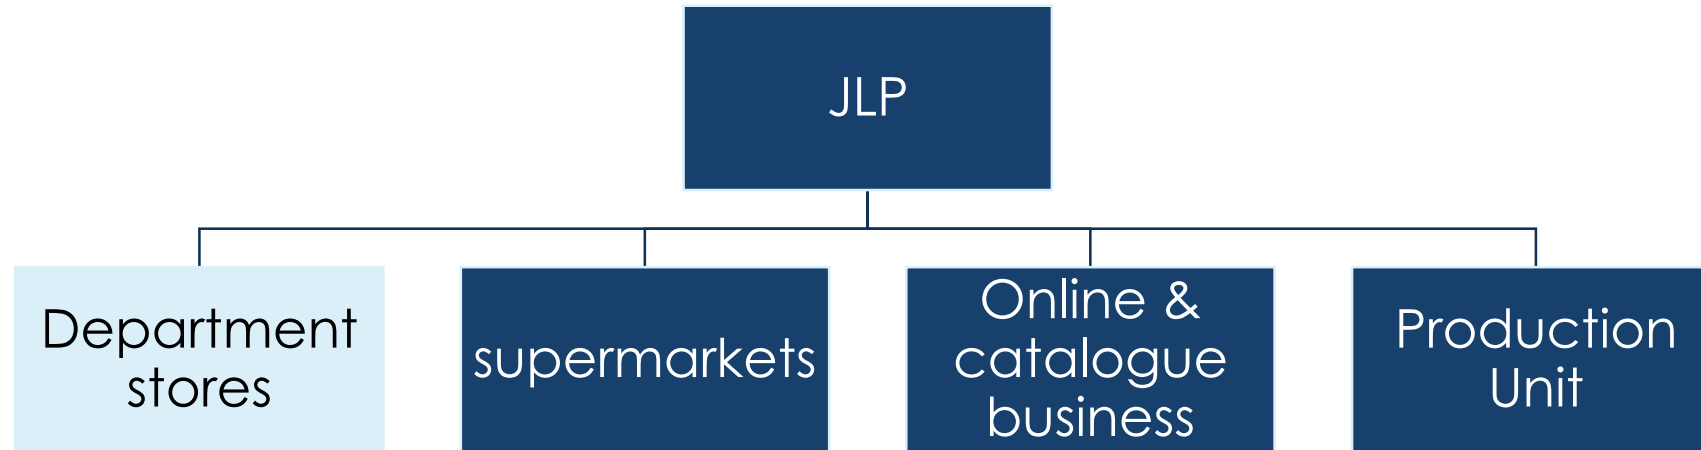 JLP
Department
stores
supermarkets
Online &
catalogue
business
Production
Unit